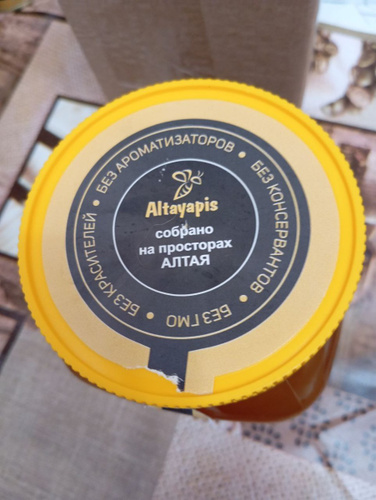 • БЕЗ КРАСИТЕЛЕЙ • БЕЗ АРОМАТИЗАТОРОВ • БЕЗ КОНСЕРВАНТОВ • БЕЗ ГМО •
Altayapis
собрано
на просторах
АЛТАЯ